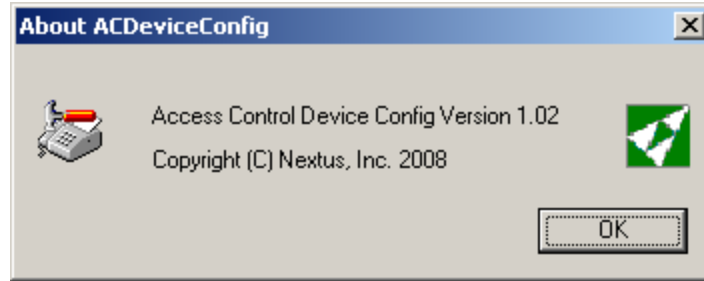 About ACDeviceConfig
Access Control Device Config Version 1.02
Copyright (C) Nextus, Inc. 2008
OK